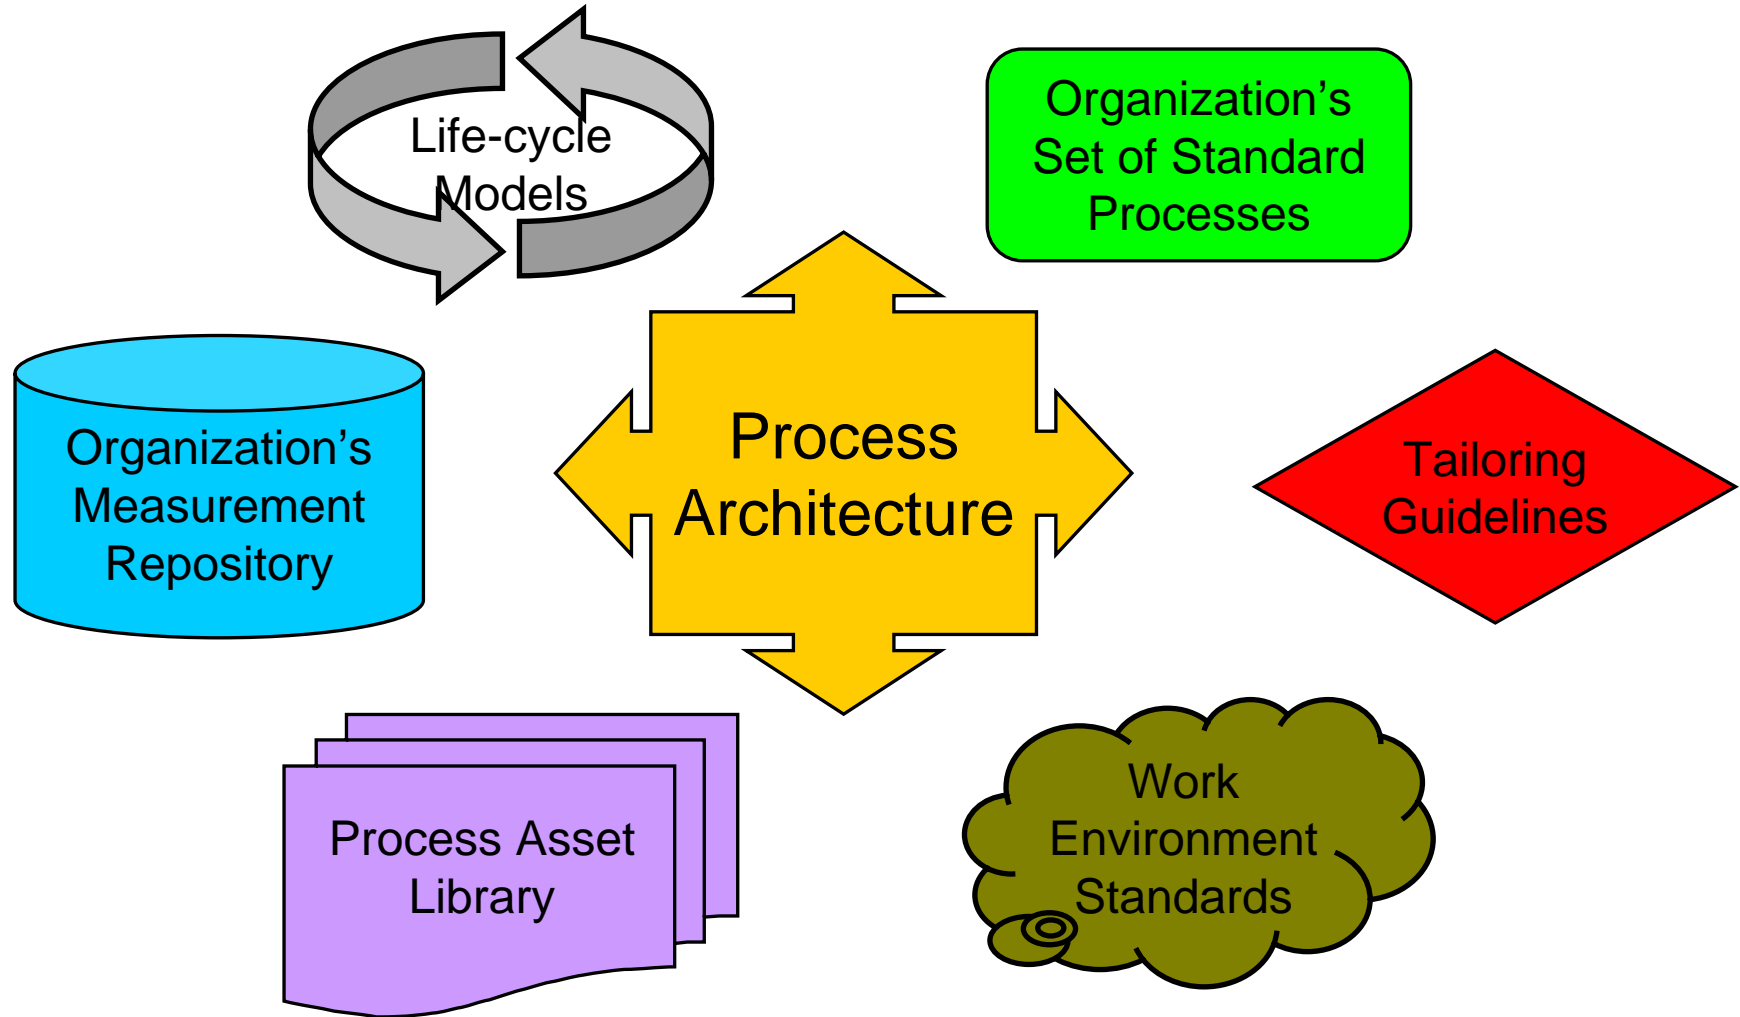 Life-cycle
Models
Organization’s
Set of Standard
Processes
Organization’s
Measurement
Repository
Process
Architecture
Tailoring
Guidelines
Process Asset
Library
Work
Environment
Standards